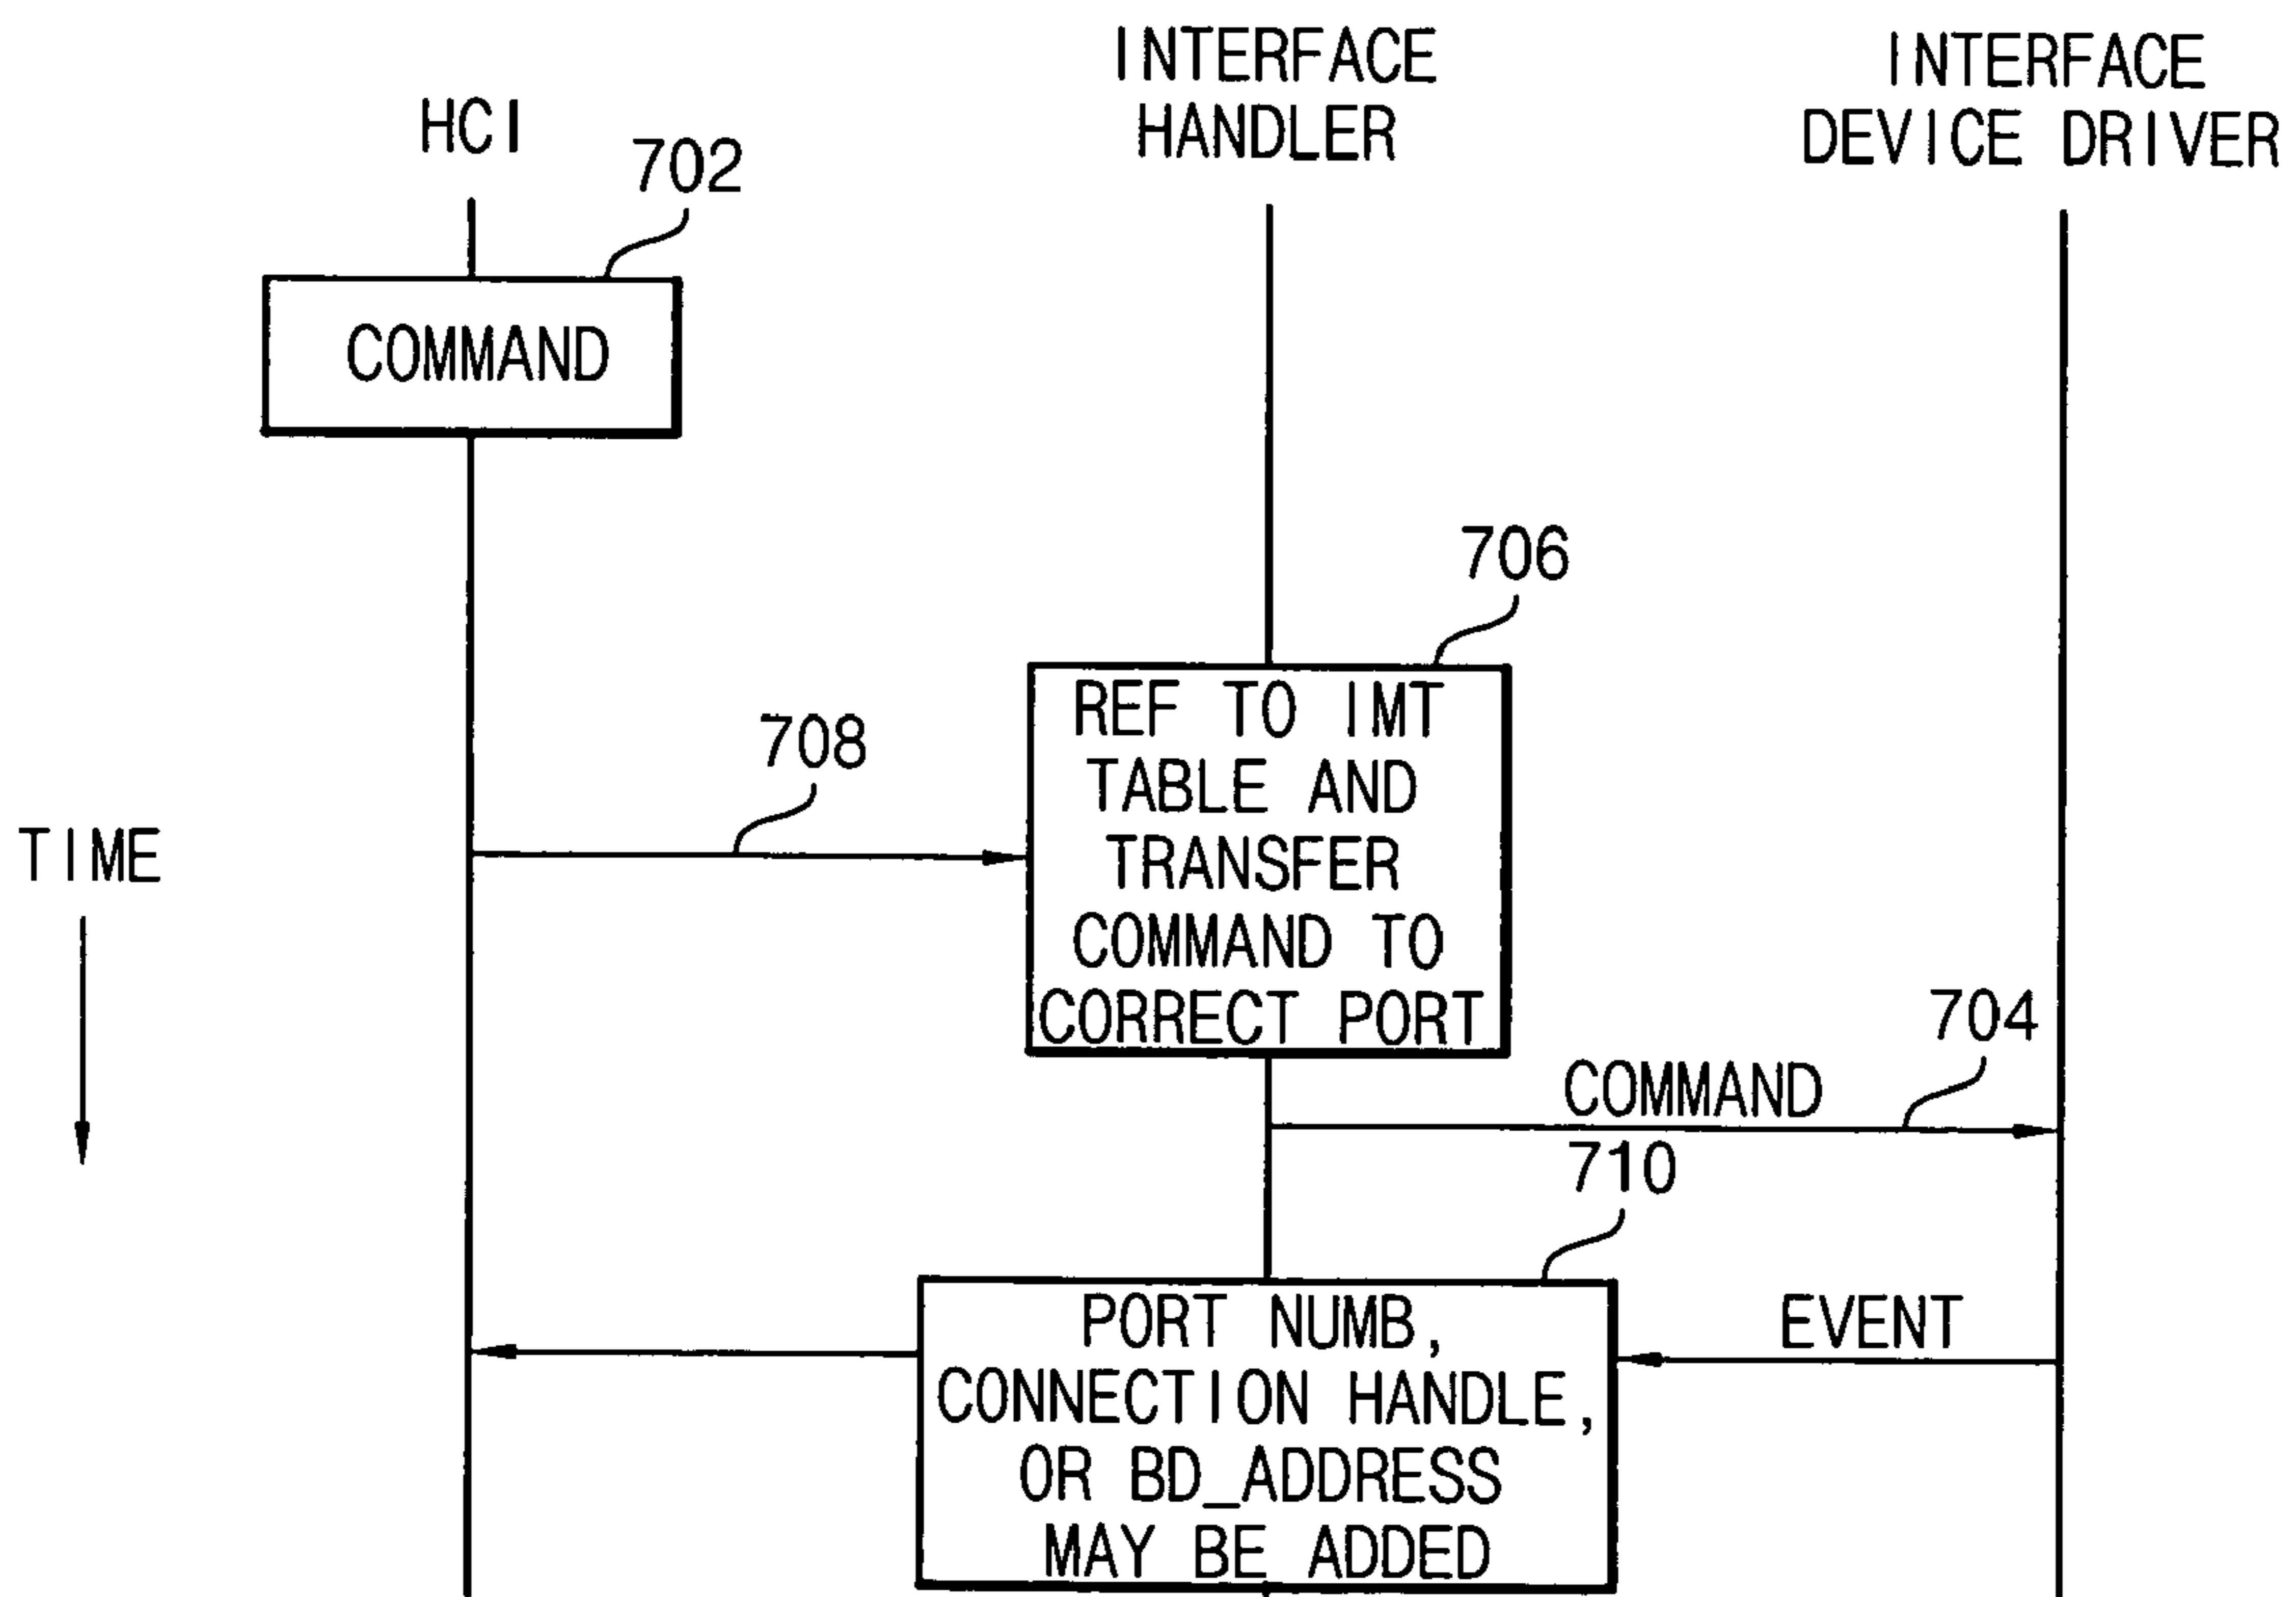 HCI
INTERFACE
HANDLER
INTERFACE
DEVICE DRIVER
702
COMMAND
706
REF TO IMT
TABLE AND
TRANSFER
COMMAND TO
CORRECT PORT
708
TIME
704
COMMAND
710
PORT NUMB,
CONNECTION HANDLE,
OR BD_ADDRESS
MAY BE ADDED
EVENT